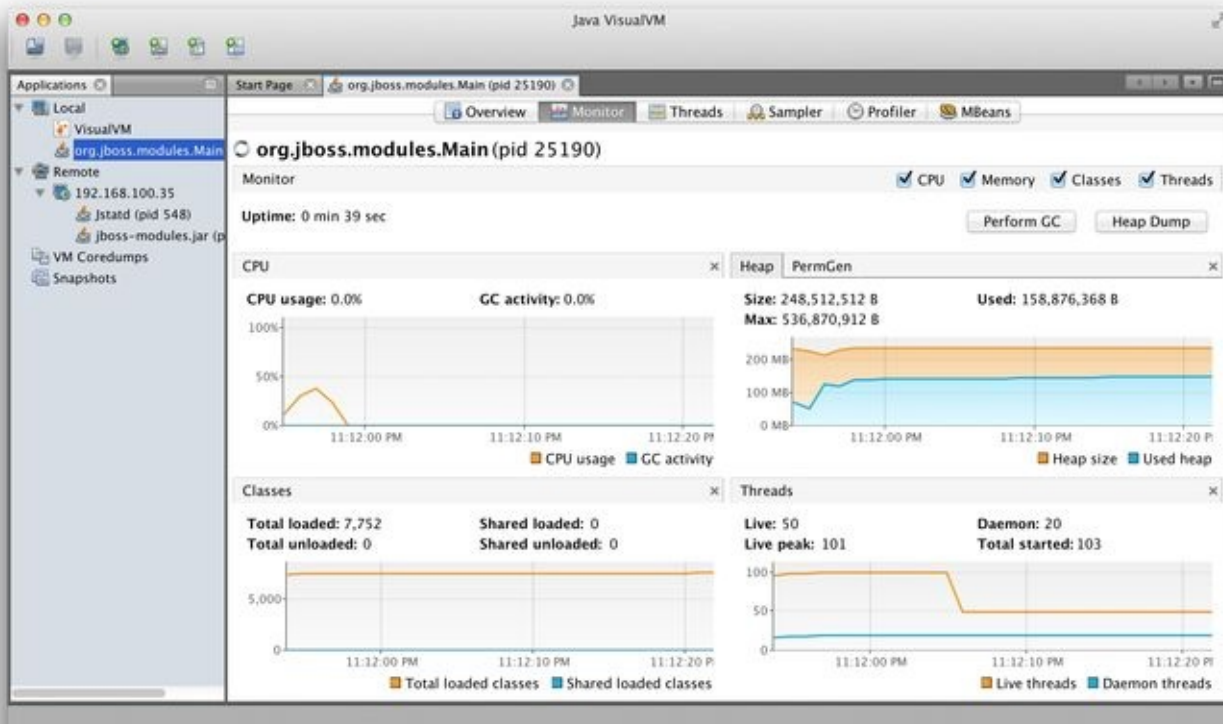 Java VisualVM
Applications
Local
VisualVM
org.jboss.modules.Main
Remote
192.168.100.35
Jstatd (pid 548)
jboss-modules.jar (p
VM Coredumps
Snapshots
Start Page
org.jboss.modules.Main (pid 25190)
Overview Monitor Threads Sampler Profiler MBeans
org.jboss.modules.Main (pid 25190)
Monitor
CPU Memory Classes Threads
Uptime: 0 min 39 sec
Perform GC Heap Dump
CPU
CPU usage: 0.0% GC activity: 0.0%
100%
50%
0%
11:12:00 PM 11:12:10 PM 11:12:20 PM
CPU usage GC activity
Heap PermGen
Size: 248,512,512 B Used: 158,876,368 B
Max: 536,870,912 B
200 MB
100 MB
0 MB
11:12:00 PM 11:12:10 PM 11:12:20 P
Heap size Used heap
Classes
Total loaded: 7,752 Shared loaded: 0
Total unloaded: 0 Shared unloaded: 0
5,000
0
11:12:00 PM 11:12:10 PM 11:12:20 P
Total loaded classes Shared loaded classes
Threads
Live: 50 Daemon: 20
Live peak: 101 Total started: 103
100
50
0
11:12:00 PM 11:12:10 PM 11:12:20 PM
Live threads Daemon threads